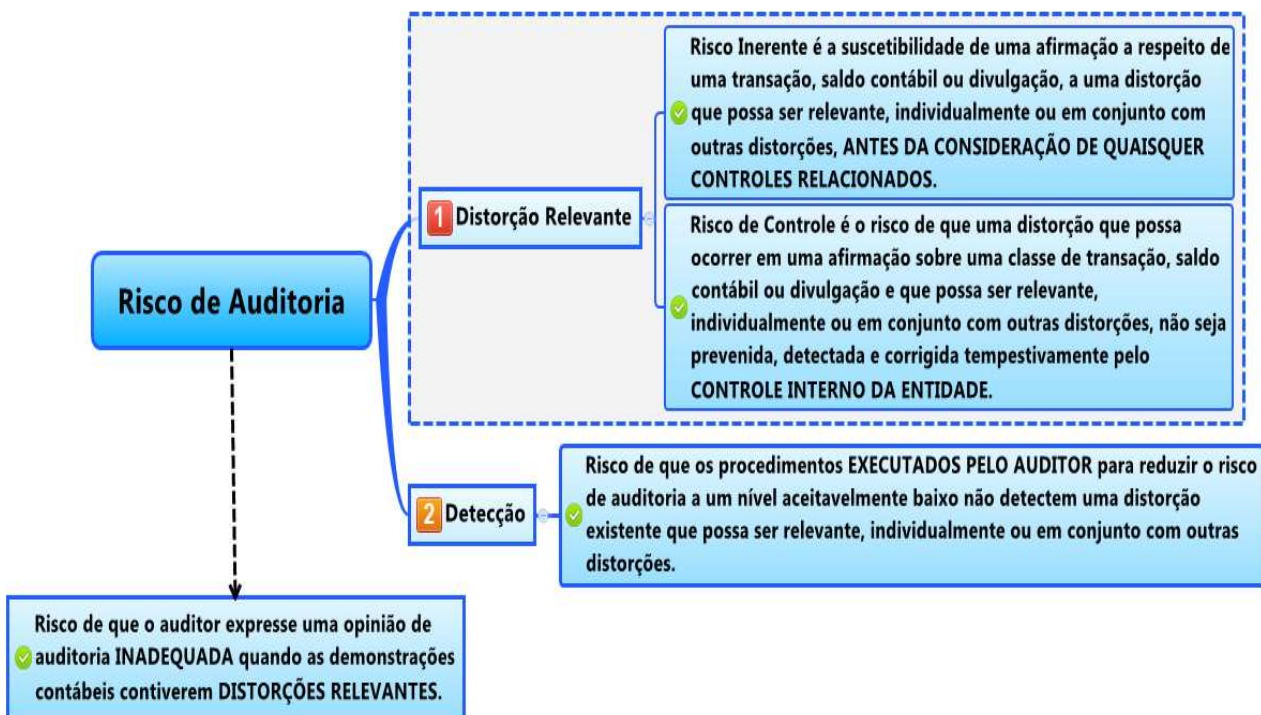 Risco de Auditoria
1 Distorção Relevante
Risco Inerente é a suscetibilidade de uma afirmação a respeito de
uma transação, saldo contábil ou divulgação, a uma distorção
que possa ser relevante, individualmente ou em conjunto com
outras distorções, ANTES DA CONSIDERAÇÃO DE QUAISQUER
CONTROLES RELACIONADOS.
Risco de Controle é o risco de que uma distorção que possa
ocorrer em uma afirmação sobre uma classe de transação, saldo
contábil ou divulgação e que possa ser relevante,
individualmente ou em conjunto com outras distorções, não seja
prevenida, detectada e corrigida tempestivamente pelo
CONTROLE INTERNO DA ENTIDADE.
2 Detecção
Risco de que os procedimentos EXECUTADOS PELO AUDITOR para reduzir o risco
de auditoria a um nível aceitavelmente baixo não detectem uma distorção
existente que possa ser relevante, individualmente ou em conjunto com outras
distorções.
Risco de que o auditor expresse uma opinião de
auditoria INADEQUADA quando as demonstrações
contábeis contiverem DISTORÇÕES RELEVANTES.